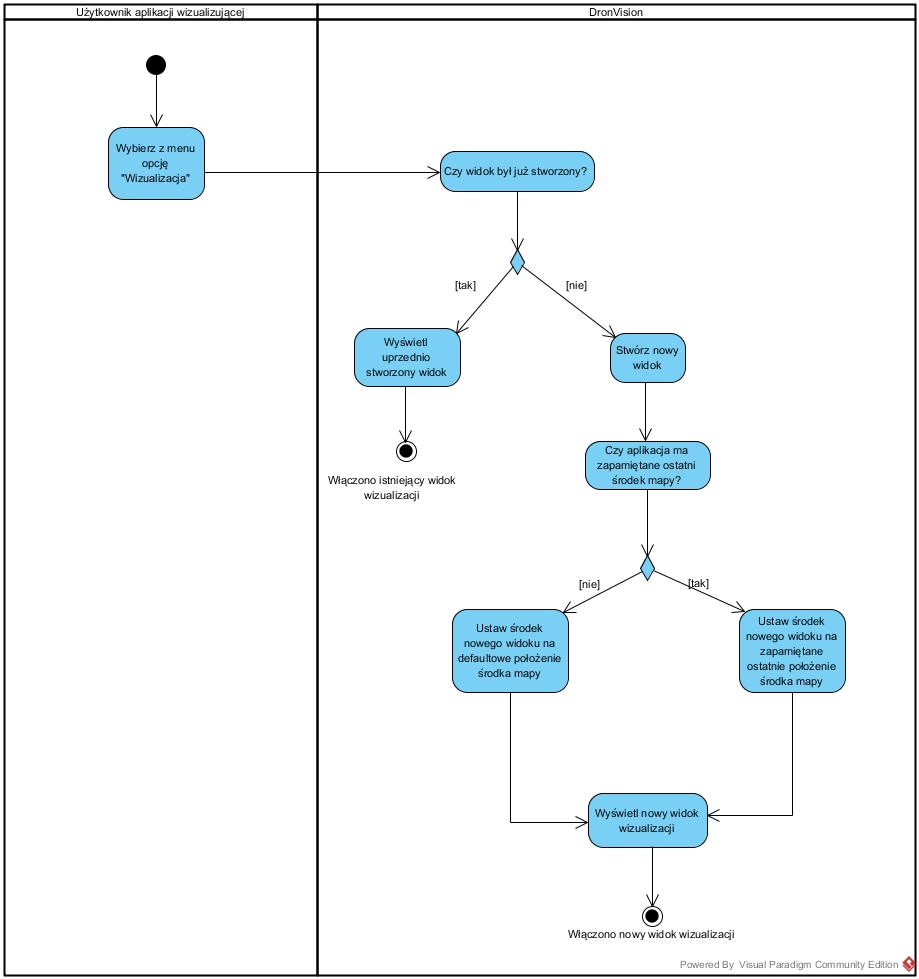 Użytkownik aplikacji wizualizującej
DronVision
Wybierz z menu
opcję
"Wizualizacja"
Czy widok był już stworzony?
[tak]
[nie]
Wyświetl
uprzednio
stworzony widok
Stwórz nowy
widok
Włączono istniejący widok
wizualizacji
Czy aplikacja ma
zapamiętane ostatni
środek mapy?
[nie]
[tak]
Ustaw środek
nowego widoku na
defaultowe położenie
środka mapy
Ustaw środek
nowego widoku na
zapamiętane
ostatnie położenie
środka mapy
Wyświetl nowy widok
wizualizacji
Włączono nowy widok wizualizacji
Powered By Visual Paradigm Community Edition